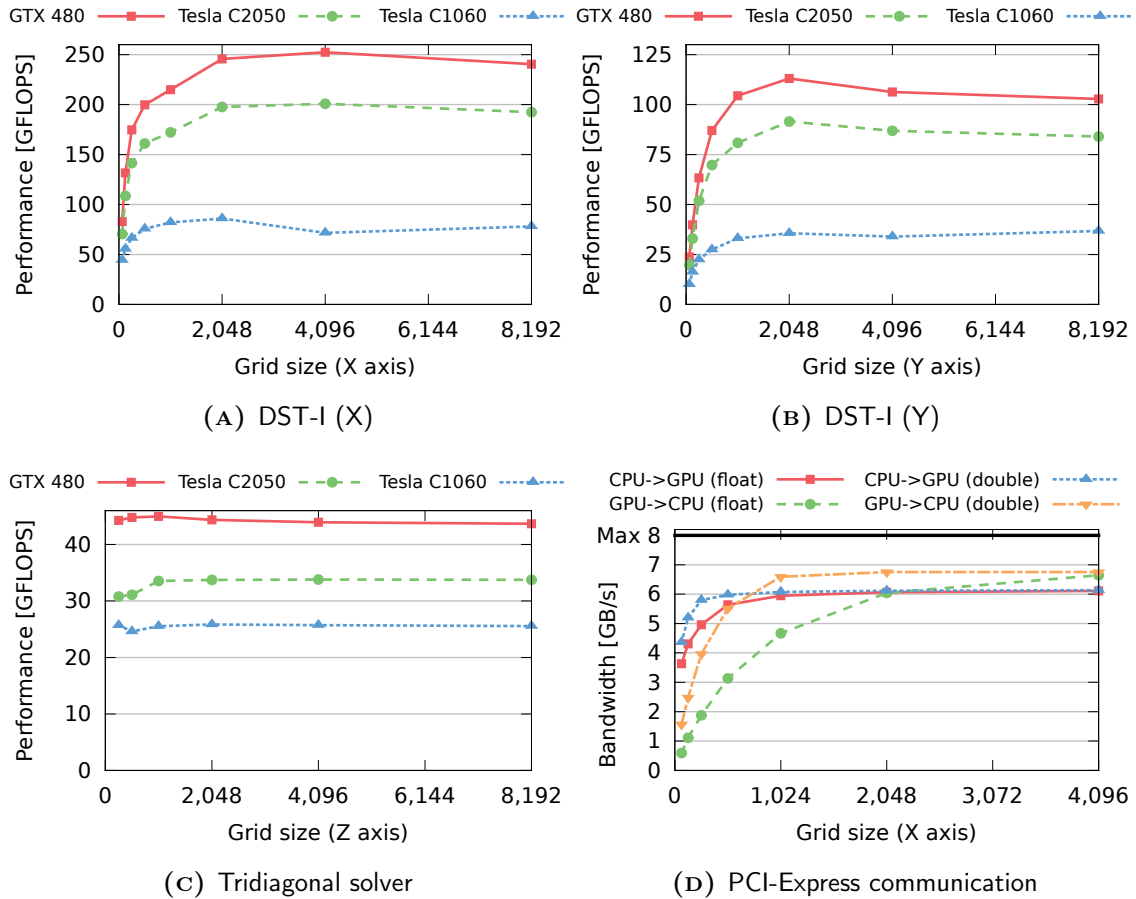 GTX 480 Tesla C2050 Tesla C1060
Performance [GFLOPS]
250
200
150
100
50
0
0 2,048 4,096 6,144 8,192
Grid size (X axis)
(A) DST-I (X)
GTX 480 Tesla C2050 Tesla C1060
Performance [GFLOPS]
125
100
75
50
25
0
0 2,048 4,096 6,144 8,192
Grid size (Y axis)
(B) DST-I (Y)
GTX 480 Tesla C2050 Tesla C1060
Performance [GFLOPS]
40
30
20
10
0
0 2,048 4,096 6,144 8,192
Grid size (Z axis)
(C) Tridiagonal solver
CPU->GPU (float) CPU->GPU (double)
GPU->CPU (float) GPU->CPU (double)
Bandwidth [GB/s]
Max 8
7
6
5
4
3
2
1
0
0 1,024 2,048 3,072 4,096
Grid size (X axis)
(D) PCI-Express communication